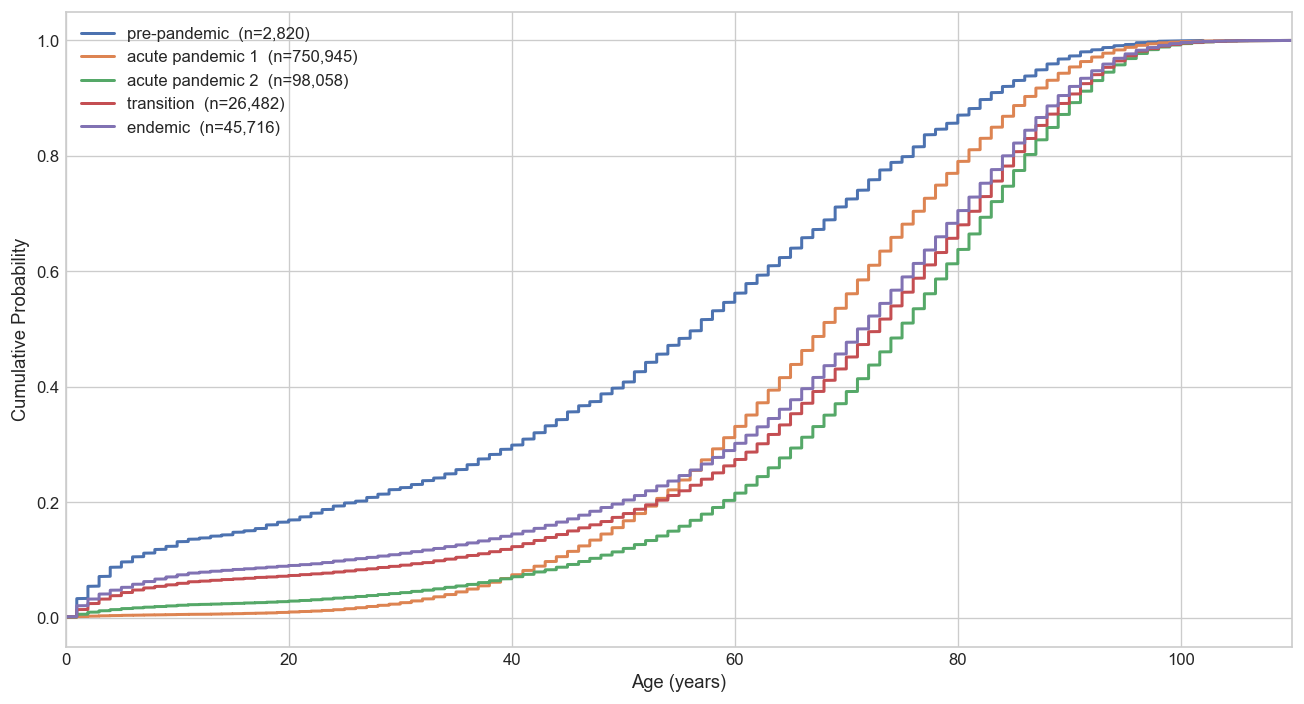 pre-pandemic  (n=2,820)
acute pandemic 1  (n=750,945)
acute pandemic 2  (n=98,058)
transition  (n=26,482)
endemic  (n=45,716)
Cumulative Probability
1.0
0.8
0.6
0.4
0.2
0.0
0 20 40 60 80 100
Age (years)